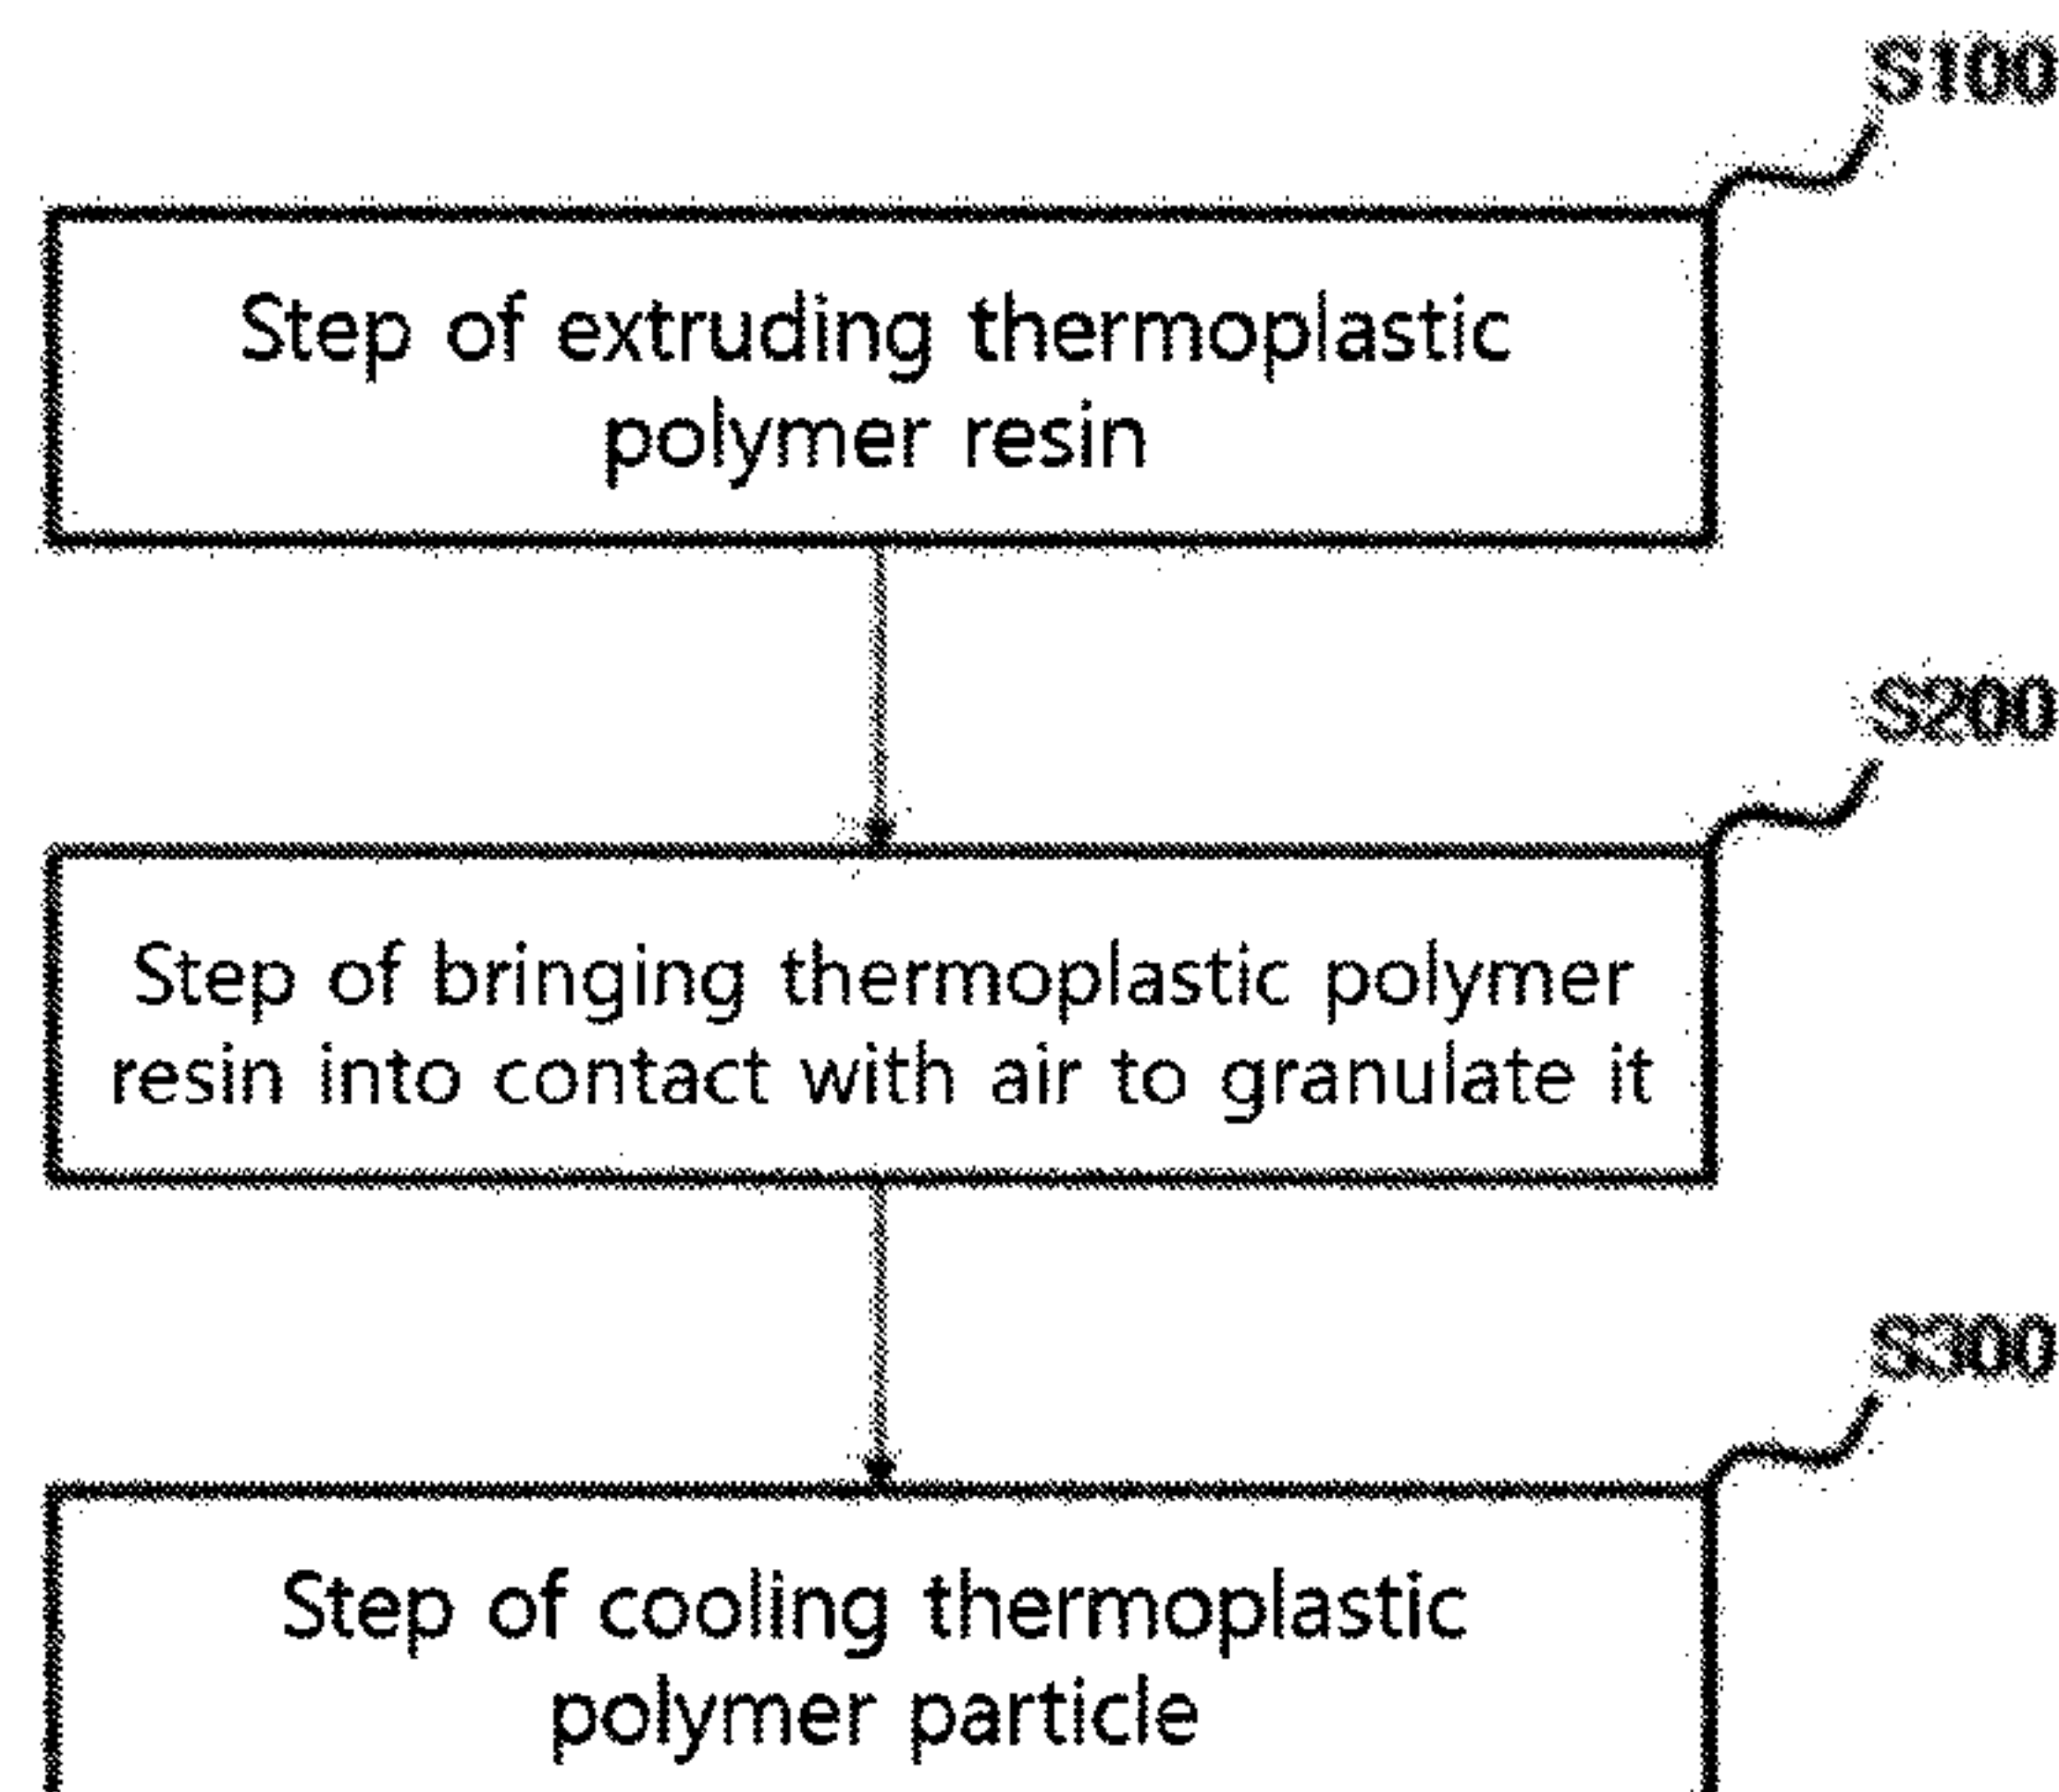 S100
Step of extruding thermoplastic
polymer resin
S200
Step of bringing thermoplastic polymer
resin into contact with air to granulate it
S300
Step of cooling thermoplastic
polymer particle